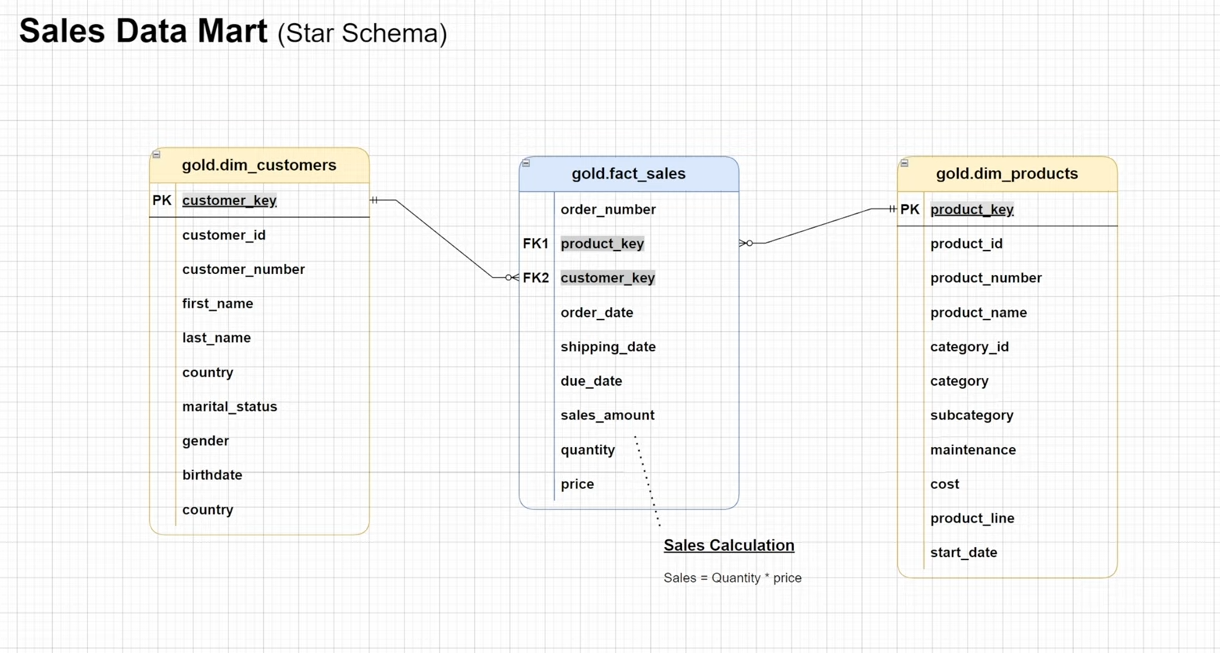 Sales Data Mart (Star Schema)
gold.dim_customers
PK customer_key
customer_id
customer_number
first_name
last_name
country
marital_status
gender
birthdate
country
gold.fact_sales
order_number
FK1 product_key
FK2 customer_key
order_date
shipping_date
due_date
sales_amount
quantity
price
Sales Calculation
Sales = Quantity * price
gold.dim_products
PK product_key
product_id
product_number
product_name
category_id
category
subcategory
maintenance
cost
product_line
start_date